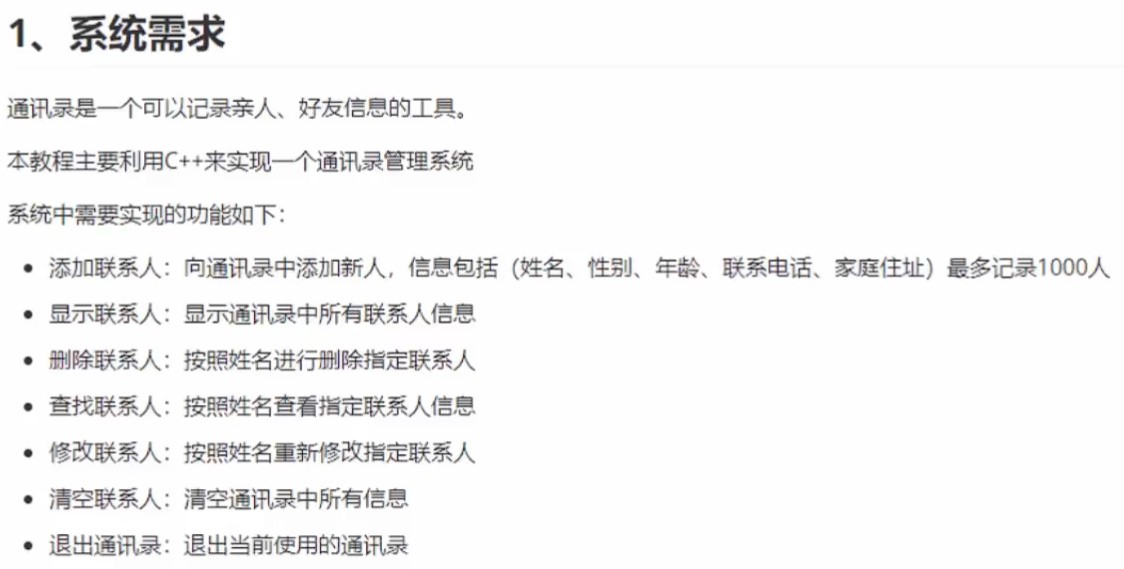 1、系统需求
通讯录是一个可以记录亲人、好友信息的工具。
本教程主要利用C++来实现一个通讯录管理系统
系统中需要实现的功能如下：
• 添加联系人：向通讯录中添加新人，信息包括（姓名、性别、年龄、联系电话、家庭住址）最多记录1000人
• 显示联系人：显示通讯录中所有联系人信息
• 删除联系人：按照姓名进行删除指定联系人
• 查找联系人：按照姓名查看指定联系人信息
• 修改联系人：按照姓名重新修改指定联系人
• 清空联系人：清空通讯录中所有信息
• 退出通讯录：退出当前使用的通讯录